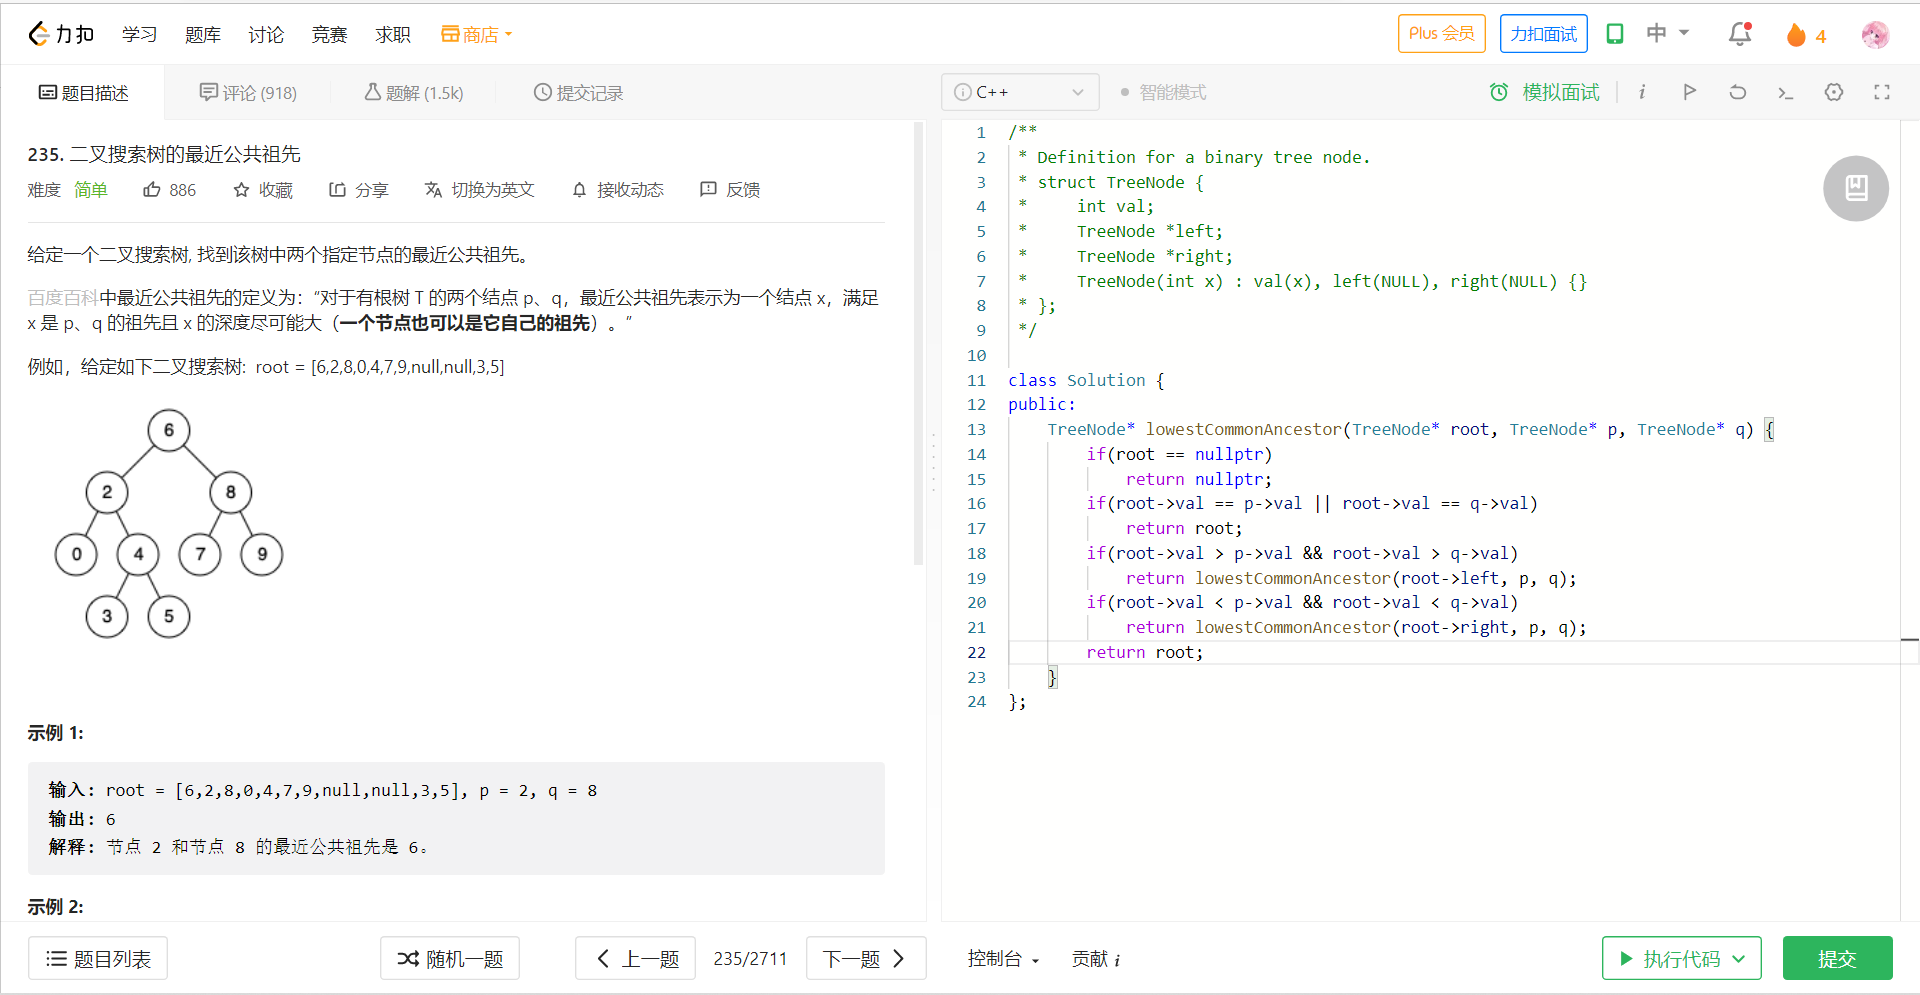 力扣 学习 题库 讨论 竞赛 求职 商店 Plus 会员 力扣面试 中 4
题目描述 评论 (918) 题解 (1.5k) 提交记录
235. 二叉搜索树的最近公共祖先
难度 简单 886 收藏 分享 切换为英文 接收动态 反馈
给定一个二叉搜索树, 找到该树中两个指定节点的最近公共祖先。
百度百科中最近公共祖先的定义为：“对于有根树 T 的两个结点 p、q，最近公共祖先表示为一个结点 x，满足
x 是 p、q 的祖先且 x 的深度尽可能大（一个节点也可以是它自己的祖先）。”
例如，给定如下二叉搜索树: root = [6,2,8,0,4,7,9,null,null,3,5]
6
2 8
0 4 7 9
3 5
示例 1:
输入: root = [6,2,8,0,4,7,9,null,null,3,5], p = 2, q = 8
输出: 6
解释: 节点 2 和节点 8 的最近公共祖先是 6。
示例 2:
C++ 智能模式 模拟面试 i
1 /**
2 * Definition for a binary tree node.
3 * struct TreeNode {
4 *     int val;
5 *     TreeNode *left;
6 *     TreeNode *right;
7 *     TreeNode(int x) : val(x), left(NULL), right(NULL) {}
8 * };
9 */
10
11 class Solution {
12 public:
13     TreeNode* lowestCommonAncestor(TreeNode* root, TreeNode* p, TreeNode* q) {
14         if(root == nullptr)
15             return nullptr;
16         if(root->val == p->val || root->val == q->val)
17             return root;
18         if(root->val > p->val && root->val > q->val)
19             return lowestCommonAncestor(root->left, p, q);
20         if(root->val < p->val && root->val < q->val)
21             return lowestCommonAncestor(root->right, p, q);
22         return root;
23     }
24 };
题目列表 随机一题 上一题 235/2711 下一题 控制台 贡献 i 执行代码 提交